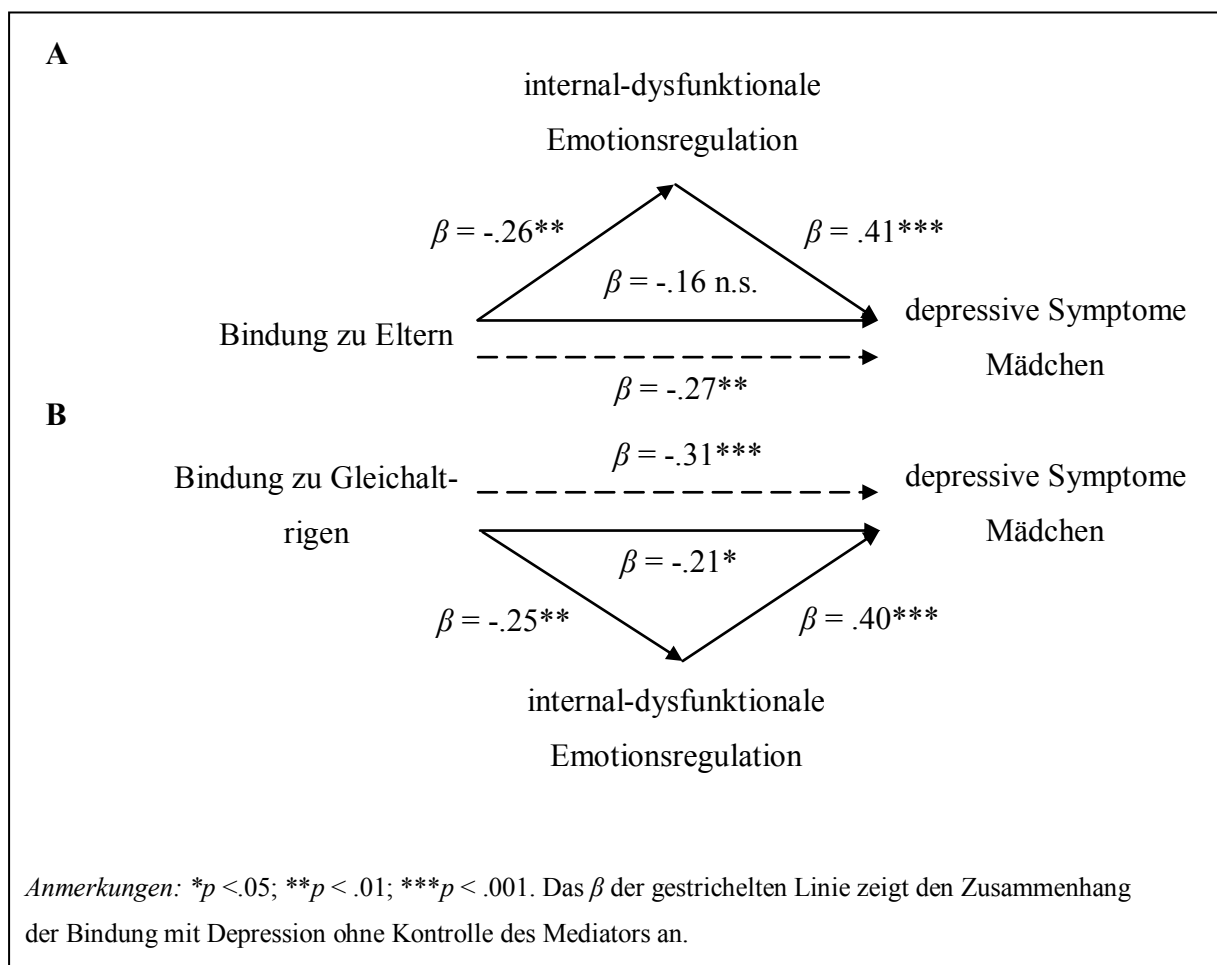 A
internal-dysfunktionale
Emotionsregulation
β = -.26**
β = .41***
β = -.16 n.s.
Bindung zu Eltern
depressive Symptome
Mädchen
β = -.27**
B
β = -.31***
Bindung zu Gleichalt-
rigen
depressive Symptome
Mädchen
β = -.21*
β = -.25**
β = .40***
internal-dysfunktionale
Emotionsregulation
Anmerkungen: *p <.05; **p < .01; ***p < .001. Das β der gestrichelten Linie zeigt den Zusammenhang
der Bindung mit Depression ohne Kontrolle des Mediators an.